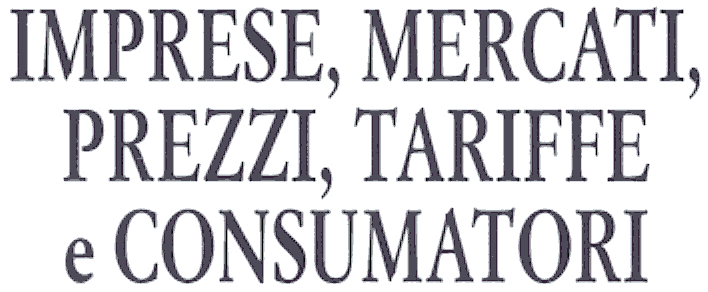 IMPRESE, MERCATI,
PREZZI, TARIFFE
e CONSUMATORI